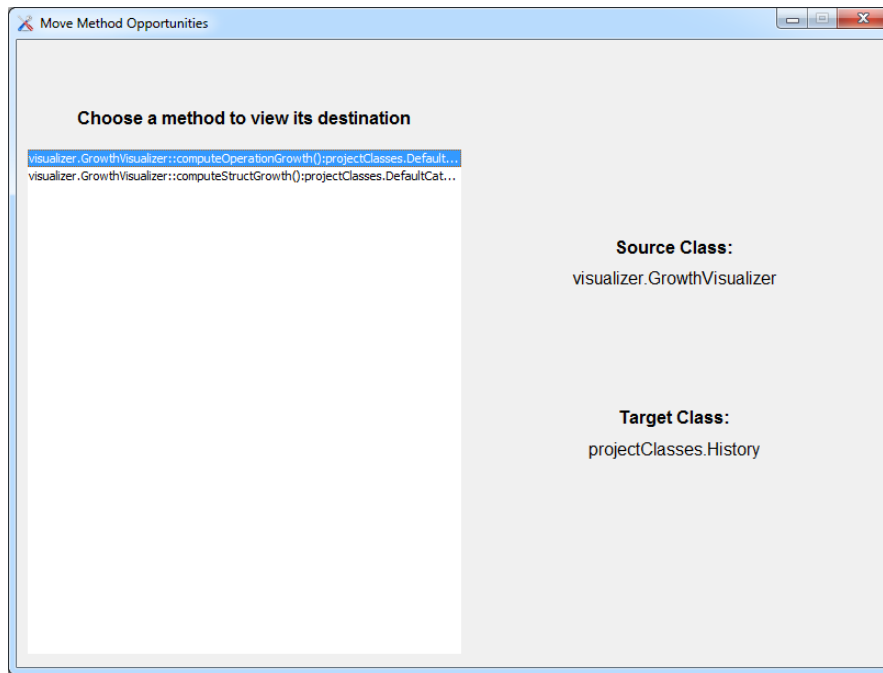 Move Method Opportunities
Choose a method to view its destination
visualizer.GrowthVisualizer::computeOperationGrowth():projectClasses.Default...
visualizer.GrowthVisualizer::computeStructGrowth():projectClasses.DefaultCat...
Source Class:
visualizer.GrowthVisualizer
Target Class:
projectClasses.History